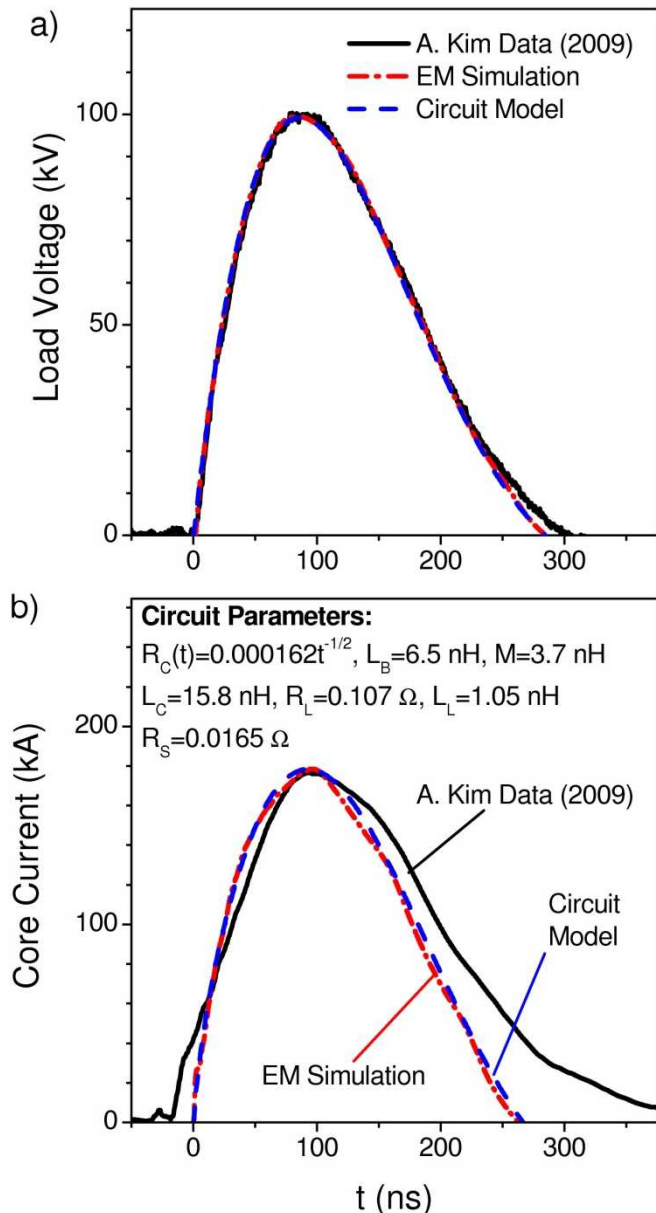 a)
A. Kim Data (2009)
EM Simulation
Circuit Model
100
50
0
Load Voltage (kV)
0 100 200 300
b)
Circuit Parameters:
R_C(t)=0.000162t^{-1/2}, L_B=6.5 nH, M=3.7 nH
L_C=15.8 nH, R_L=0.107 Ω, L_L=1.05 nH
R_S=0.0165 Ω
200
100
0
Core Current (kA)
A. Kim Data (2009)
Circuit
Model
EM Simulation
0 100 200 300
t (ns)